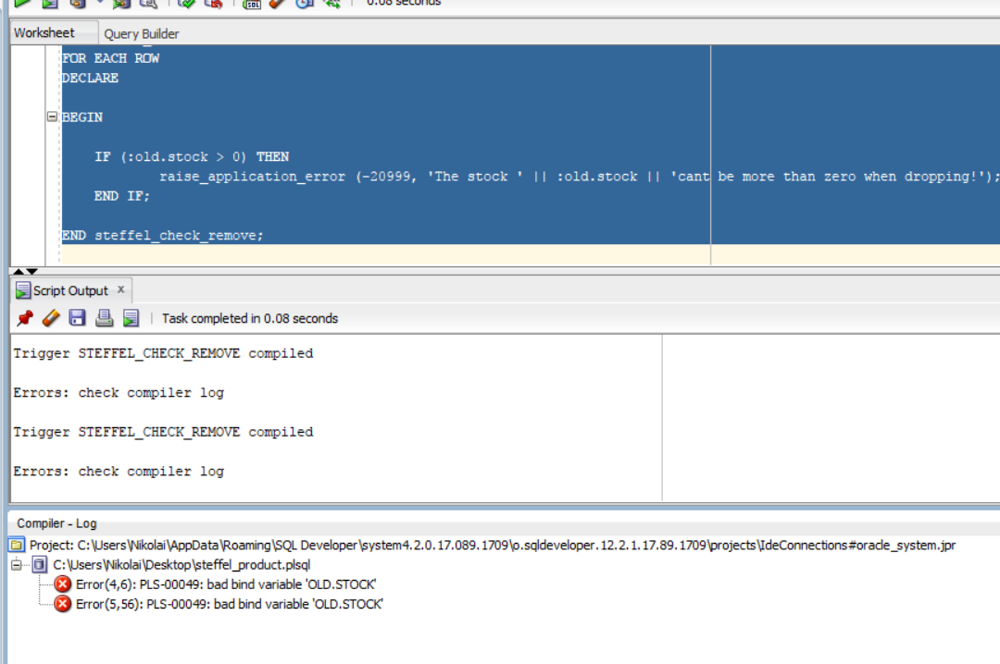 SQL
0.08 seconds
Worksheet
Query Builder
FOR EACH ROW
DECLARE
BEGIN
IF (:old.stock > 0) THEN
raise_application_error (-20999, 'The stock ' || :old.stock || 'cant be more than zero when dropping!');
END IF;
END steffel_check_remove;
Script Output x
Task completed in 0.08 seconds
Trigger STEFFEL_CHECK_REMOVE compiled
Errors: check compiler log
Trigger STEFFEL_CHECK_REMOVE compiled
Errors: check compiler log
Compiler - Log
Project: C:\Users\Nikolai\AppData\Roaming\SQL Developer\system4.2.0.17.089.1709\o.sqldeveloper.12.2.1.17.89.1709\projects\IdeConnections#oracle_system.jpr
C:\Users\Nikolai\Desktop\steffel_product.plsql
Error(4,6): PLS-00049: bad bind variable 'OLD.STOCK'
Error(5,56): PLS-00049: bad bind variable 'OLD.STOCK'